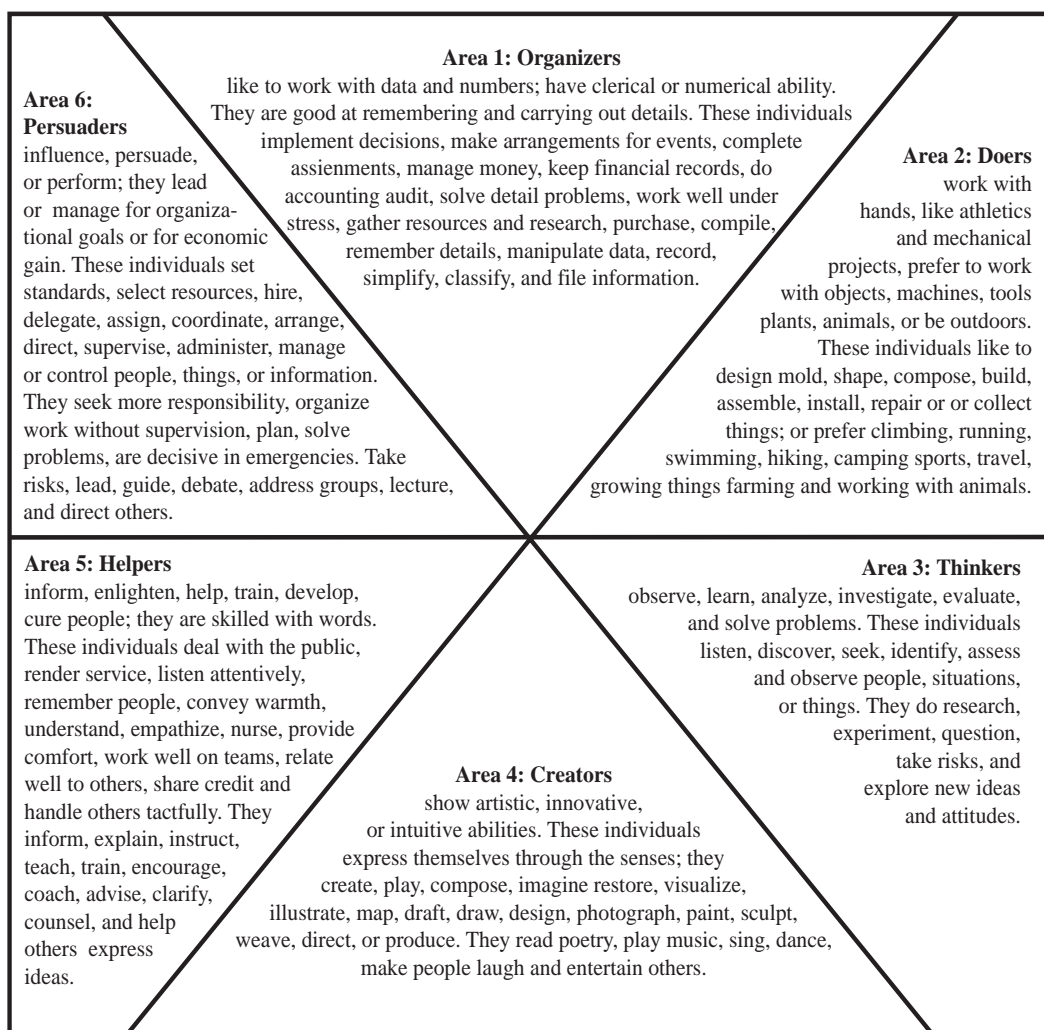 Area 1: Organizers
like to work with data and numbers; have clerical or numerical ability.
They are good at remembering and carrying out details. These individuals
implement decisions, make arrangements for events, complete
assienments, manage money, keep financial records, do
accounting audit, solve detail problems, work well under
stress, gather resources and research, purchase, compile,
remember details, manipulate data, record,
simplify, classify, and file information.
Area 2: Doers
work with
hands, like athletics
and mechanical
projects, prefer to work
with objects, machines, tools
plants, animals, or be outdoors.
These individuals like to
design mold, shape, compose, build,
assemble, install, repair or or collect
things; or prefer climbing, running,
swimming, hiking, camping sports, travel,
growing things farming and working with animals.
Area 3: Thinkers
observe, learn, analyze, investigate, evaluate,
and solve problems. These individuals
listen, discover, seek, identify, assess
and observe people, situations,
or things. They do research,
experiment, question,
take risks, and
explore new ideas
and attitudes.
Area 4: Creators
show artistic, innovative,
or intuitive abilities. These individuals
express themselves through the senses; they
create, play, compose, imagine restore, visualize,
illustrate, map, draft, draw, design, photograph, paint, sculpt,
weave, direct, or produce. They read poetry, play music, sing, dance,
make people laugh and entertain others.
Area 5: Helpers
inform, enlighten, help, train, develop,
cure people; they are skilled with words.
These individuals deal with the public,
render service, listen attentively,
remember people, convey warmth,
understand, empathize, nurse, provide
comfort, work well on teams, relate
well to others, share credit and
handle others tactfully. They
inform, explain, instruct,
teach, train, encourage,
coach, advise, clarify,
counsel, and help
others express
ideas.
Area 6:
Persuaders
influence, persuade,
or perform; they lead
or manage for organiza-
tional goals or for economic
gain. These individuals set
standards, select resources, hire,
delegate, assign, coordinate, arrange,
direct, supervise, administer, manage
or control people, things, or information.
They seek more responsibility, organize
work without supervision, plan, solve
problems, are decisive in emergencies. Take
risks, lead, guide, debate, address groups, lecture,
and direct others.